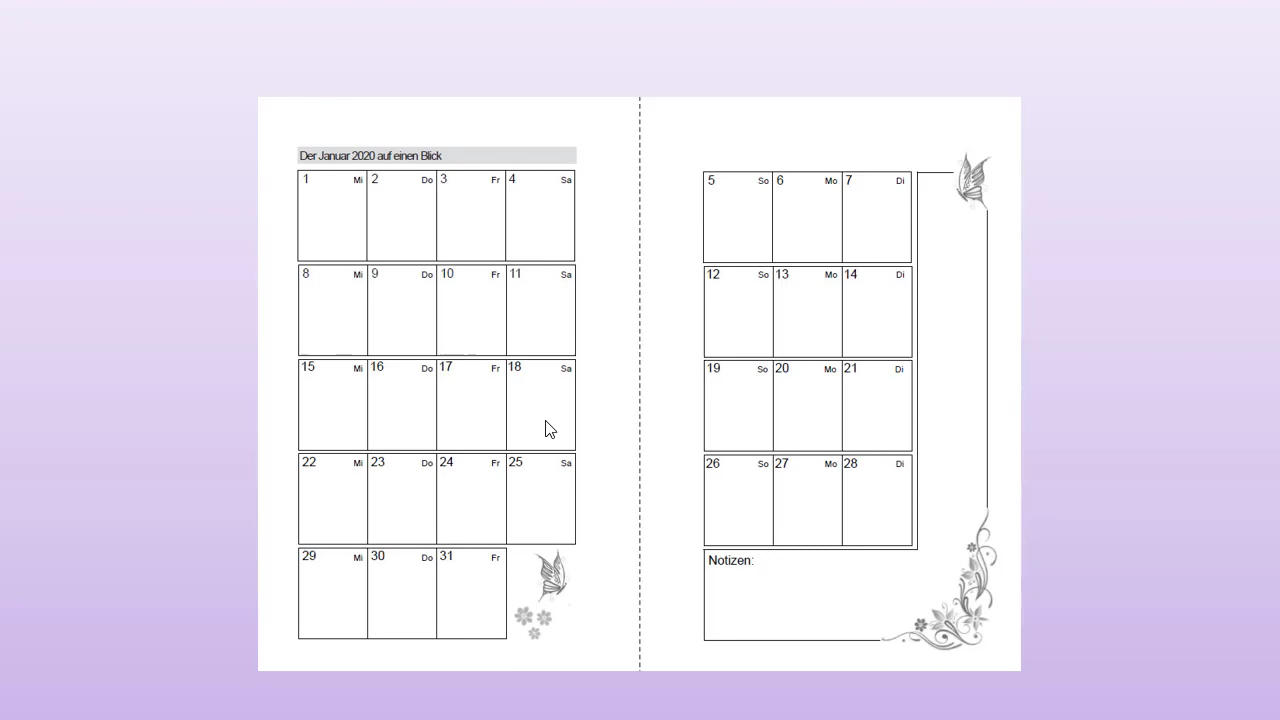 Der Januar 2020 auf einen Blick
1 Mi 2 Do 3 Fr 4 Sa
8 Mi 9 Do 10 Fr 11 Sa
15 Mi 16 Do 17 Fr 18 Sa
22 Mi 23 Do 24 Fr 25 Sa
29 Mi 30 Do 31 Fr
5 So 6 Mo 7 Di
12 So 13 Mo 14 Di
19 So 20 Mo 21 Di
26 So 27 Mo 28 Di
Notizen: